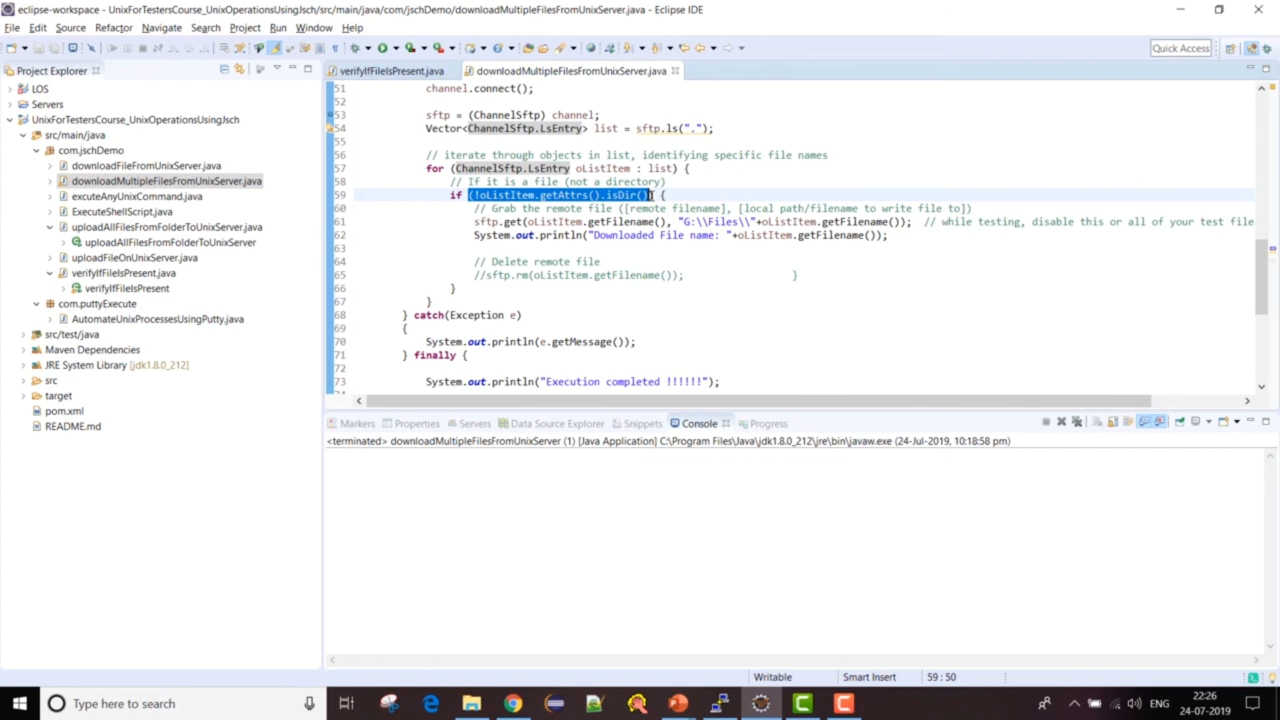 eclipse-workspace - UnixForTestersCourse_UnixOperationsUsingJsch/src/main/java/com/jschDemo/downloadMultipleFilesFromUnixServer.java - Eclipse IDE
File Edit Source Refactor Navigate Search Project Run Window Help
Quick Access
Project Explorer
LOS
Servers
UnixForTestersCourse_UnixOperationsUsingJsch
src/main/java
com.jschDemo
downloadFileFromUnixServer.java
downloadMultipleFilesFromUnixServer.java
excuteAnyUnixCommand.java
ExecuteShellScript.java
uploadAllFilesFromFolderToUnixServer.java
uploadAllFilesFromFolderToUnixServer
uploadFileOnUnixServer.java
verifyIfFileIsPresent.java
verifyIfFileIsPresent
com.puttyExecute
AutomateUnixProcessesUsingPutty.java
src/test/java
Maven Dependencies
JRE System Library [jdk1.8.0_212]
src
target
pom.xml
README.md
verifyIfFileIsPresent.java downloadMultipleFilesFromUnixServer.java
51 channel.connect();
52
53 sftp = (ChannelSftp) channel;
54 Vector<ChannelSftp.LsEntry> list = sftp.ls(".");
55
56 // iterate through objects in list, identifying specific file names
57 for (ChannelSftp.LsEntry oListItem : list) {
58 // If it is a file (not a directory)
59 if (!oListItem.getAttrs().isDir()) {
60 // Grab the remote file ([remote filename], [local path/filename to write file to])
61 sftp.get(oListItem.getFilename(), "G:\\Files\\"+oListItem.getFilename()); // while testing, disable this or all of your test file
62 System.out.println("Downloaded File name: "+oListItem.getFilename());
63
64 // Delete remote file
65 //sftp.rm(oListItem.getFilename()); }
66 }
67 }
68 } catch(Exception e)
69 {
70 System.out.println(e.getMessage());
71 } finally {
72
73 System.out.println("Execution completed !!!!!!");
Markers Properties Servers Data Source Explorer Snippets Console Progress
<terminated> downloadMultipleFilesFromUnixServer (1) [Java Application] C:\Program Files\Java\jdk1.8.0_212\jre\bin\javaw.exe (24-Jul-2019, 10:18:58 pm)
Writable Smart Insert 59 : 50
Type here to search
ENG
22:26
24-07-2019